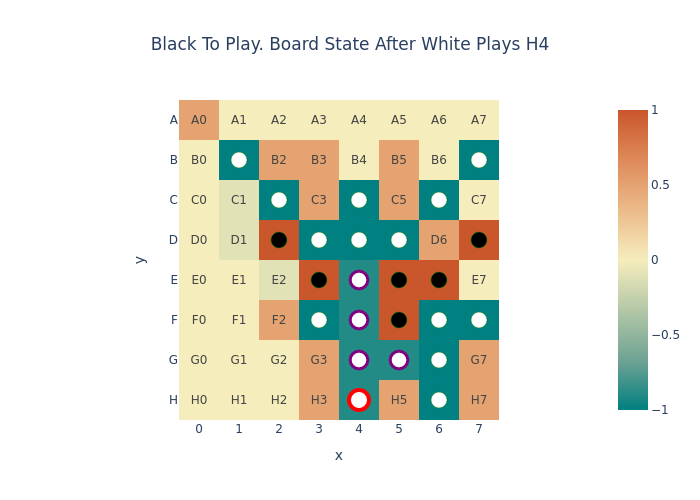 Black To Play. Board State After White Plays H4
A A0 A1 A2 A3 A4 A5 A6 A7
B B0 B2 B3 B4 B5 B6
C C0 C1 C3 C5 C7
D D0 D1 D6
E E0 E1 E2 E7
F F0 F1 F2
G G0 G1 G2 G3 G7
H H0 H1 H2 H3 H5 H7
0 1 2 3 4 5 6 7
x
y
1
0.5
0
−0.5
−1